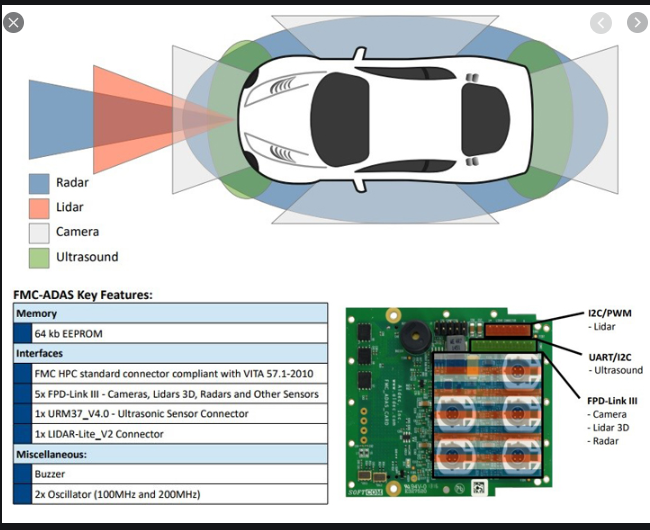 Radar
Lidar
Camera
Ultrasound
FMC-ADAS Key Features:
Memory
64 kb EEPROM
Interfaces
FMC HPC standard connector compliant with VITA 57.1-2010
5x FPD-Link III - Cameras, Lidars 3D, Radars and Other Sensors
1x URM37_V4.0 - Ultrasonic Sensor Connector
1x LIDAR-Lite_V2 Connector
Miscellaneous:
Buzzer
2x Oscillator (100MHz and 200MHz)
I2C/PWM
- Lidar
UART/I2C
- Ultrasound
FPD-Link III
- Camera
- Lidar 3D
- Radar
FMC_ADAS_CARD
94V-0